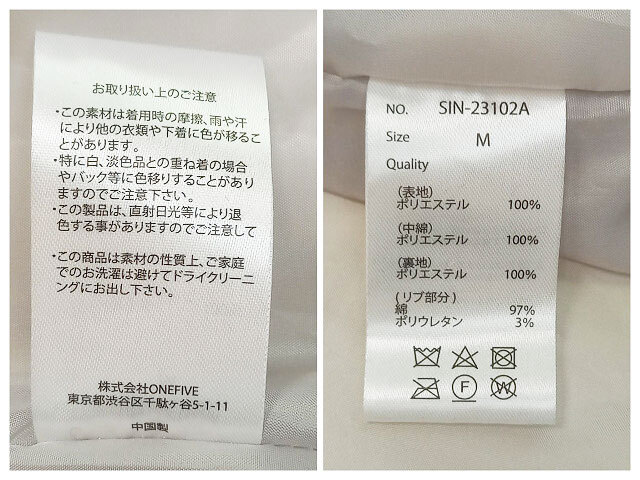 お取り扱い上のご注意
・この素材は着用時の摩擦、雨や汗
により他の衣類や下着に色が移るこ
とがあります。
・特に白、淡色品との重ね着の場合
やバック等に色移りすることがあり
ますのでご注意下さい。
・この製品は、直射日光等により退
色する事がありますのでご注意して
・この商品は素材の性質上、ご家庭
でのお洗濯は避けてドライクリーニ
ングにお出し下さい。
株式会社ONEFIVE
東京都渋谷区千駄ヶ谷5-1-11
中国製
NO. SIN-23102A
Size M
Quality
（表地）
ポリエステル 100%
（中綿）
ポリエステル 100%
（裏地）
ポリエステル 100%
（リブ部分）
綿 97%
ポリウレタン 3%
F W